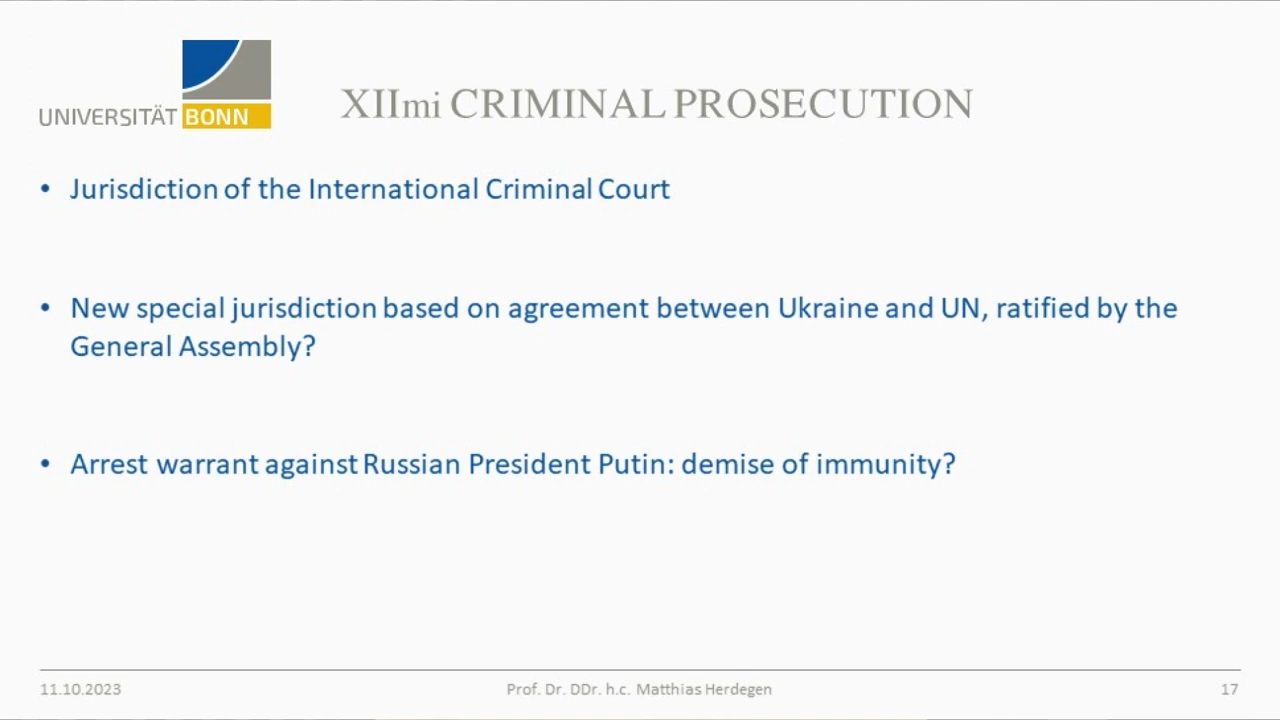 UNIVERSITÄT BONN
XIImi CRIMINAL PROSECUTION
• Jurisdiction of the International Criminal Court
• New special jurisdiction based on agreement between Ukraine and UN, ratified by the
General Assembly?
• Arrest warrant against Russian President Putin: demise of immunity?
11.10.2023 Prof. Dr. DDr. h.c. Matthias Herdegen 17